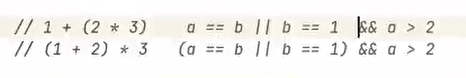 // 1 + (2 * 3)     a == b || b == 1  && a > 2
// (1 + 2) * 3    (a == b || b == 1) && a > 2